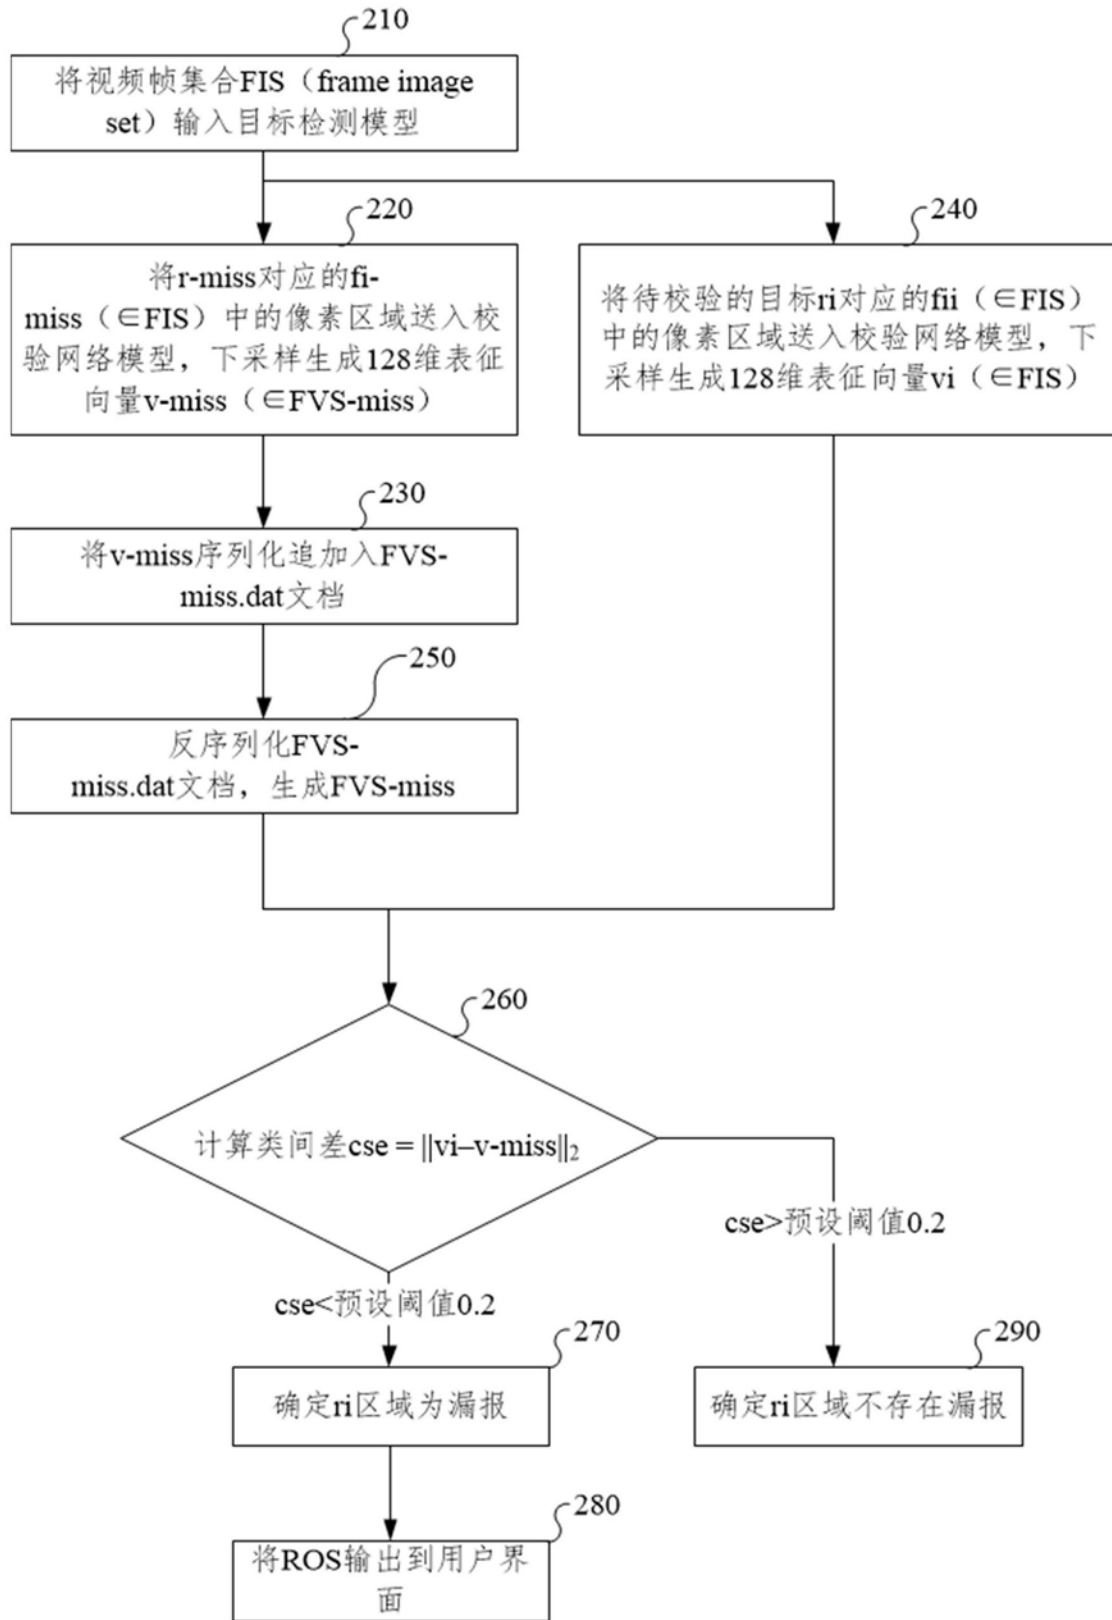 210
将视频帧集合FIS（frame image
set）输入目标检测模型
220
将r-miss对应的fi-
miss（∈FIS）中的像素区域送入校
验网络模型，下采样生成128维表征
向量v-miss（∈FVS-miss）
240
将待校验的目标ri对应的fii（∈FIS）
中的像素区域送入校验网络模型，下
采样生成128维表征向量vi（∈FIS）
230
将v-miss序列化追加入FVS-
miss.dat文档
250
反序列化FVS-
miss.dat文档，生成FVS-miss
260
计算类间差cse = ||vi–v-miss||₂
cse>预设阈值0.2
cse<预设阈值0.2
270
确定ri区域为漏报
290
确定ri区域不存在漏报
280
将ROS输出到用户界
面